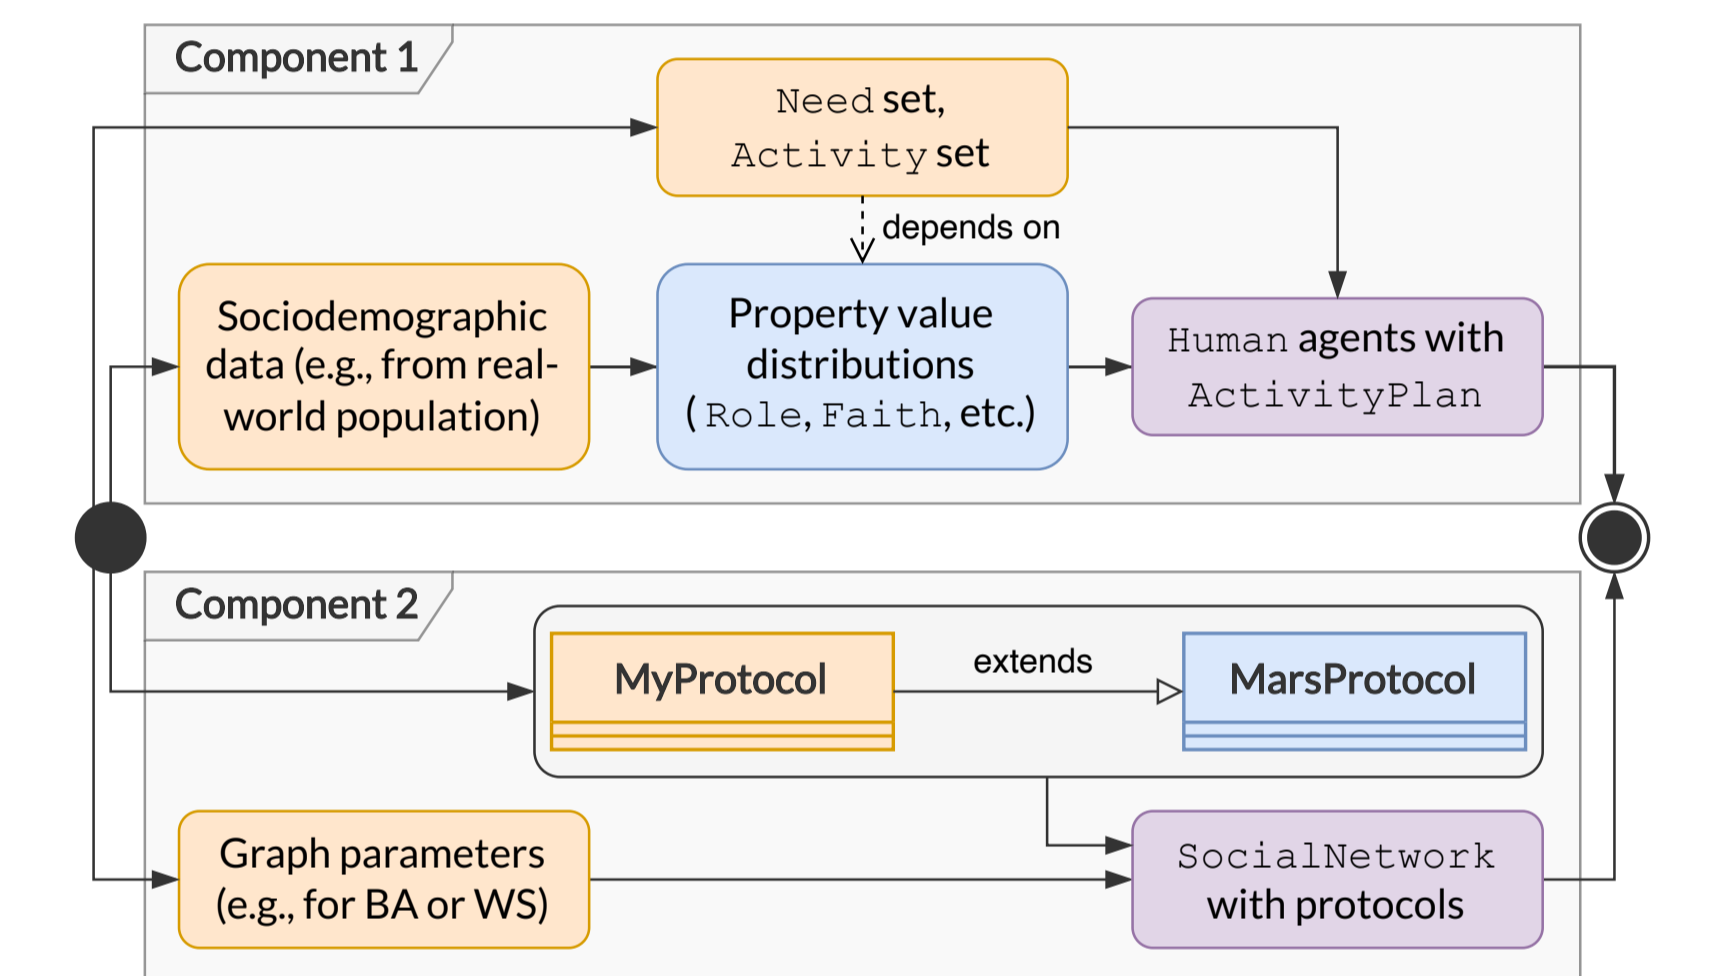 Component 1
Need set,
Activity set
depends on
Sociodemographic
data (e.g., from real-
world population)
Property value
distributions
(Role, Faith, etc.)
Human agents with
ActivityPlan
Component 2
MyProtocol
extends
MarsProtocol
Graph parameters
(e.g., for BA or WS)
SocialNetwork
with protocols